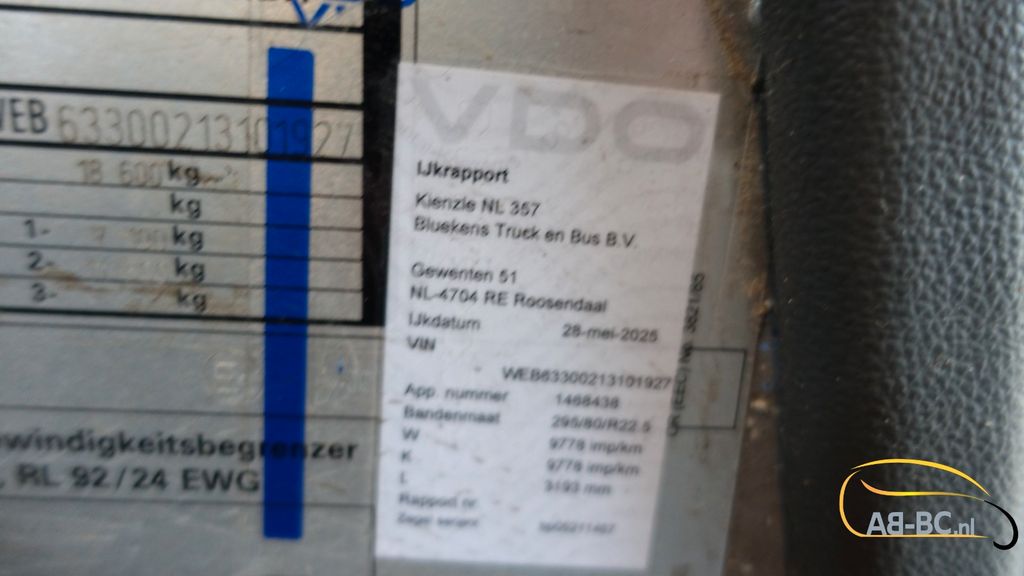 WEB 63300213101927
18 600 kg
kg
1- kg
2- kg
3- kg
windigkeitsbegrenzer
, RL 92/24 EWG
VDO
IJkrapport
Kienzle NL 357
Bluekens Truck en Bus B.V.
Gewenten 51
NL-4704 RE Roosendaal
IJkdatum 28-mei-2025
VIN
WEB63300213101927
App. nummer 1468438
Bandenmaat 295/80/R22.5
W 9778 imp/km
K 9778 imp/km
L 3193 mm
Rapport nr.
AB-BC.nl